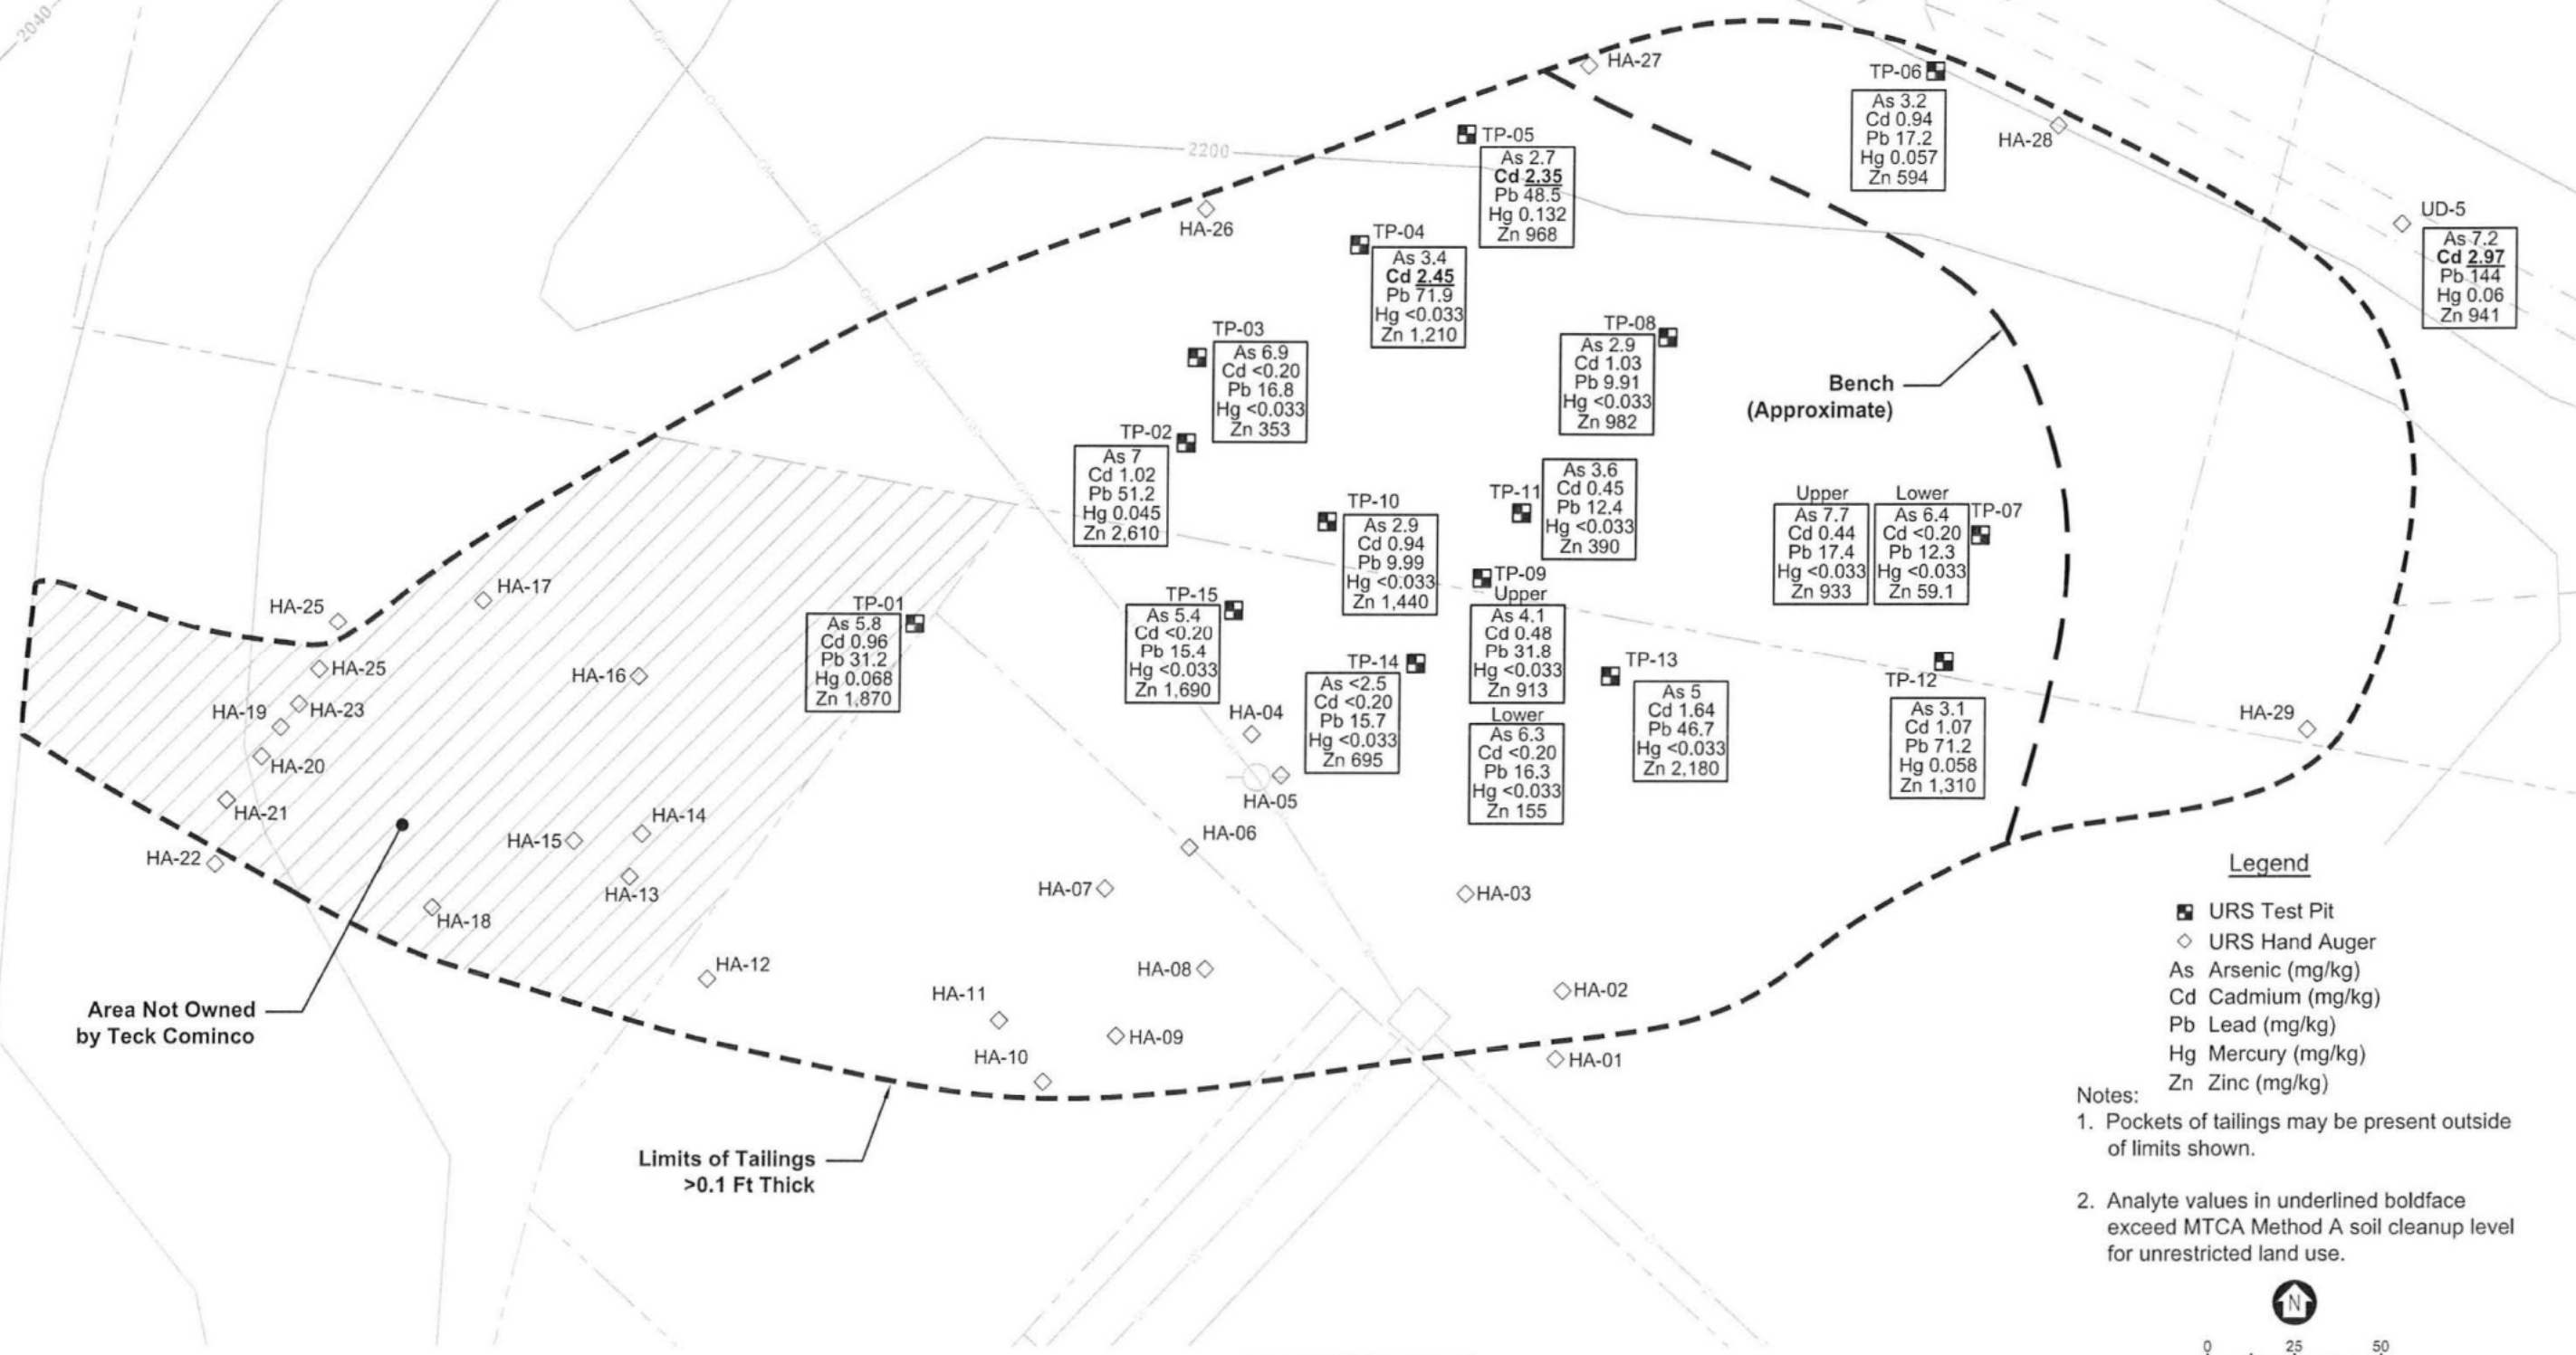 2040
HA-27
TP-06
As 3.2
Cd 0.94
Pb 17.2
Hg 0.057
Zn 594
HA-28
TP-05
As 2.7
Cd 2.35
Pb 48.5
Hg 0.132
Zn 968
2200
HA-26
UD-5
As 7.2
Cd 2.97
Pb 144
Hg 0.06
Zn 941
TP-04
As 3.4
Cd 2.45
Pb 71.9
Hg <0.033
Zn 1,210
TP-03
As 6.9
Cd <0.20
Pb 16.8
Hg <0.033
Zn 353
TP-08
As 2.9
Cd 1.03
Pb 9.91
Hg <0.033
Zn 982
Bench
(Approximate)
TP-02
As 7
Cd 1.02
Pb 51.2
Hg 0.045
Zn 2,610
TP-10
As 2.9
Cd 0.94
Pb 9.99
Hg <0.033
Zn 1,440
TP-11
As 3.6
Cd 0.45
Pb 12.4
Hg <0.033
Zn 390
Upper
As 7.7
Cd 0.44
Pb 17.4
Hg <0.033
Zn 933
Lower
As 6.4
Cd <0.20
Pb 12.3
Hg <0.033
Zn 59.1
TP-07
HA-17
HA-25
TP-01
As 5.8
Cd 0.96
Pb 31.2
Hg 0.068
Zn 1,870
TP-15
As 5.4
Cd <0.20
Pb 15.4
Hg <0.033
Zn 1,690
TP-09
Upper
As 4.1
Cd 0.48
Pb 31.8
Hg <0.033
Zn 913
Lower
As 6.3
Cd <0.20
Pb 16.3
Hg <0.033
Zn 155
TP-14
As <2.5
Cd <0.20
Pb 15.7
Hg <0.033
Zn 695
TP-13
As 5
Cd 1.64
Pb 46.7
Hg <0.033
Zn 2,180
TP-12
As 3.1
Cd 1.07
Pb 71.2
Hg 0.058
Zn 1,310
HA-29
HA-25
HA-16
HA-19
HA-23
HA-20
HA-21
HA-22
HA-15
HA-14
HA-13
HA-18
HA-04
HA-05
HA-06
HA-07
HA-03
HA-12
HA-08
HA-11
HA-02
HA-09
HA-10
HA-01
Area Not Owned
by Teck Cominco
Limits of Tailings
>0.1 Ft Thick
Legend
URS Test Pit
URS Hand Auger
As Arsenic (mg/kg)
Cd Cadmium (mg/kg)
Pb Lead (mg/kg)
Hg Mercury (mg/kg)
Zn Zinc (mg/kg)
Notes:
1. Pockets of tailings may be present outside
of limits shown.
2. Analyte values in underlined boldface
exceed MTCA Method A soil cleanup level
for unrestricted land use.
N
0 25 50